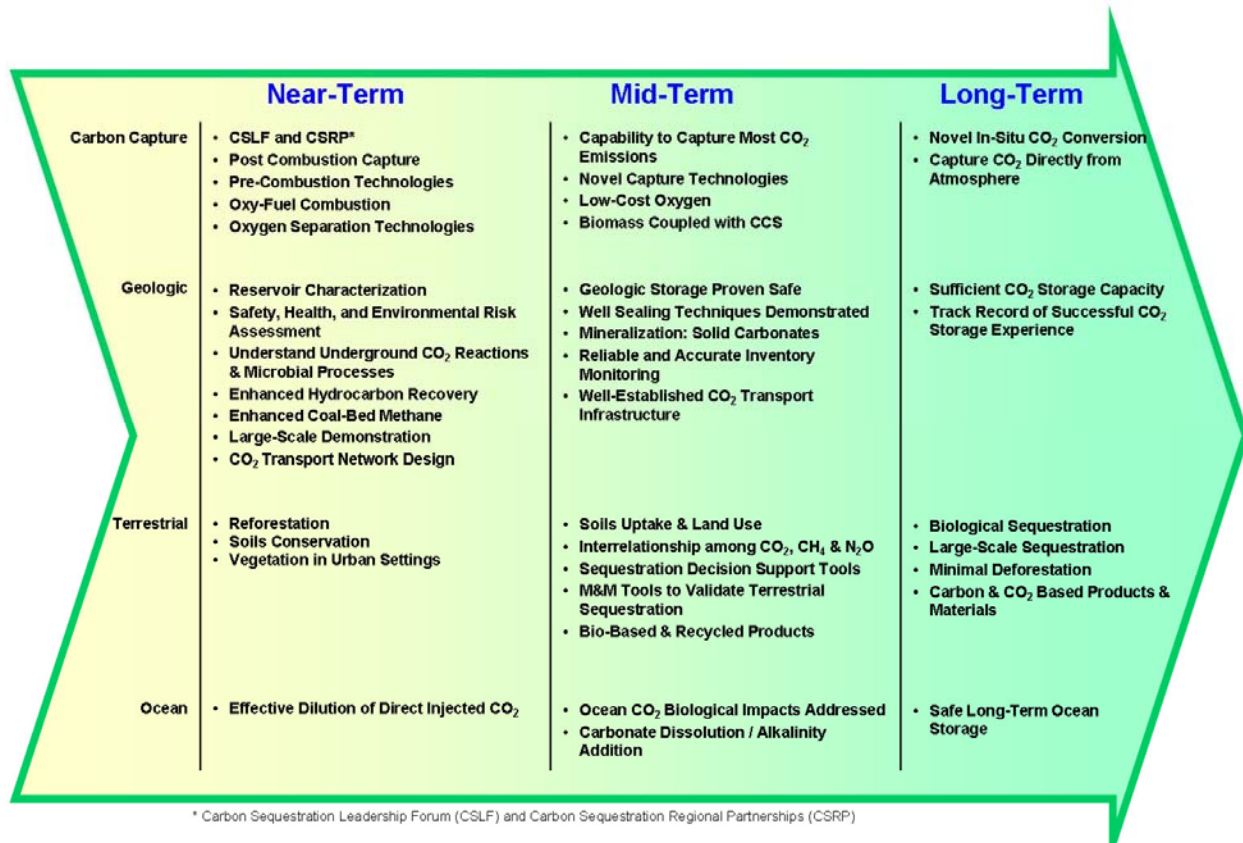 Near-Term Mid-Term Long-Term
Carbon Capture
• CSLF and CSRP*
• Post Combustion Capture
• Pre-Combustion Technologies
• Oxy-Fuel Combustion
• Oxygen Separation Technologies
• Capability to Capture Most CO₂
Emissions
• Novel Capture Technologies
• Low-Cost Oxygen
• Biomass Coupled with CCS
• Novel In-Situ CO₂ Conversion
• Capture CO₂ Directly from
Atmosphere
Geologic
• Reservoir Characterization
• Safety, Health, and Environmental Risk
Assessment
• Understand Underground CO₂ Reactions
& Microbial Processes
• Enhanced Hydrocarbon Recovery
• Enhanced Coal-Bed Methane
• Large-Scale Demonstration
• CO₂ Transport Network Design
• Geologic Storage Proven Safe
• Well Sealing Techniques Demonstrated
• Mineralization: Solid Carbonates
• Reliable and Accurate Inventory
Monitoring
• Well-Established CO₂ Transport
Infrastructure
• Sufficient CO₂ Storage Capacity
• Track Record of Successful CO₂
Storage Experience
Terrestrial
• Reforestation
• Soils Conservation
• Vegetation in Urban Settings
• Soils Uptake & Land Use
• Interrelationship among CO₂, CH₄ & N₂O
• Sequestration Decision Support Tools
• M&M Tools to Validate Terrestrial
Sequestration
• Bio-Based & Recycled Products
• Biological Sequestration
• Large-Scale Sequestration
• Minimal Deforestation
• Carbon & CO₂ Based Products &
Materials
Ocean
• Effective Dilution of Direct Injected CO₂
• Ocean CO₂ Biological Impacts Addressed
• Carbonate Dissolution / Alkalinity
Addition
• Safe Long-Term Ocean
Storage
* Carbon Sequestration Leadership Forum (CSLF) and Carbon Sequestration Regional Partnerships (CSRP)